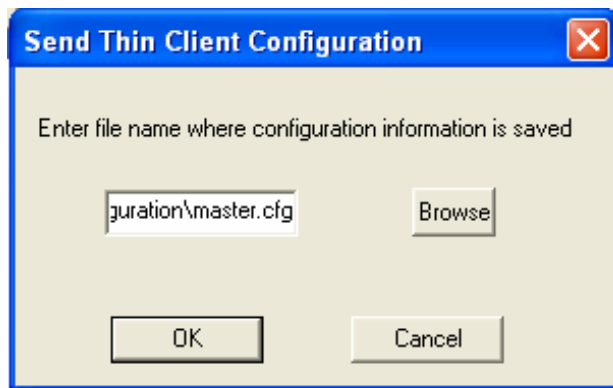 Send Thin Client Configuration
Enter file name where configuration information is saved
guration\master.cfg
Browse
OK
Cancel